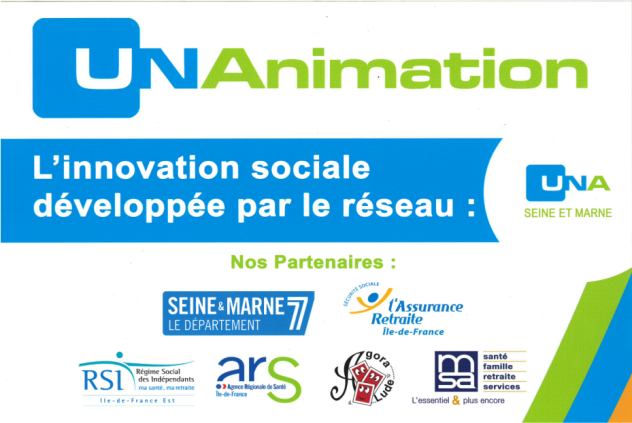 UNAnimation
L'innovation sociale
développée par le réseau :
UNA
SEINE ET MARNE
Nos Partenaires :
SEINE & MARNE 77
LE DÉPARTEMENT
SÉCURITÉ SOCIALE
l'Assurance
Retraite
Île-de-France
RSI
Régime Social
des Indépendants
ma santé, ma retraite
Ile-de-France Est
ars
Agence Régionale de Santé
Île-de-France
Agora
Lude
msa
santé
famille
retraite
services
L'essentiel & plus encore